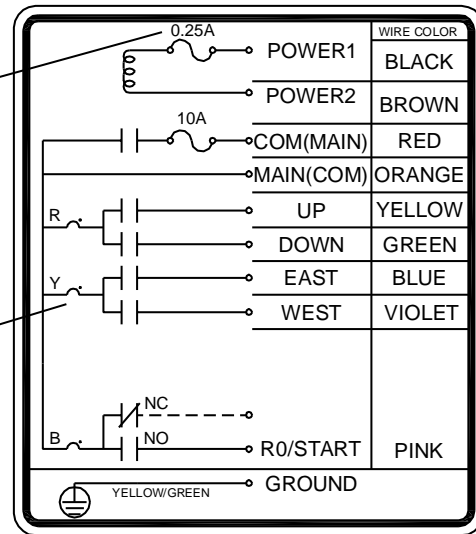 0.25A POWER1 WIRE COLOR
BLACK
POWER2 BROWN
10A
COM(MAIN) RED
MAIN(COM) ORANGE
R UP YELLOW
DOWN GREEN
Y EAST BLUE
WEST VIOLET
NC
B NO R0/START PINK
YELLOW/GREEN GROUND